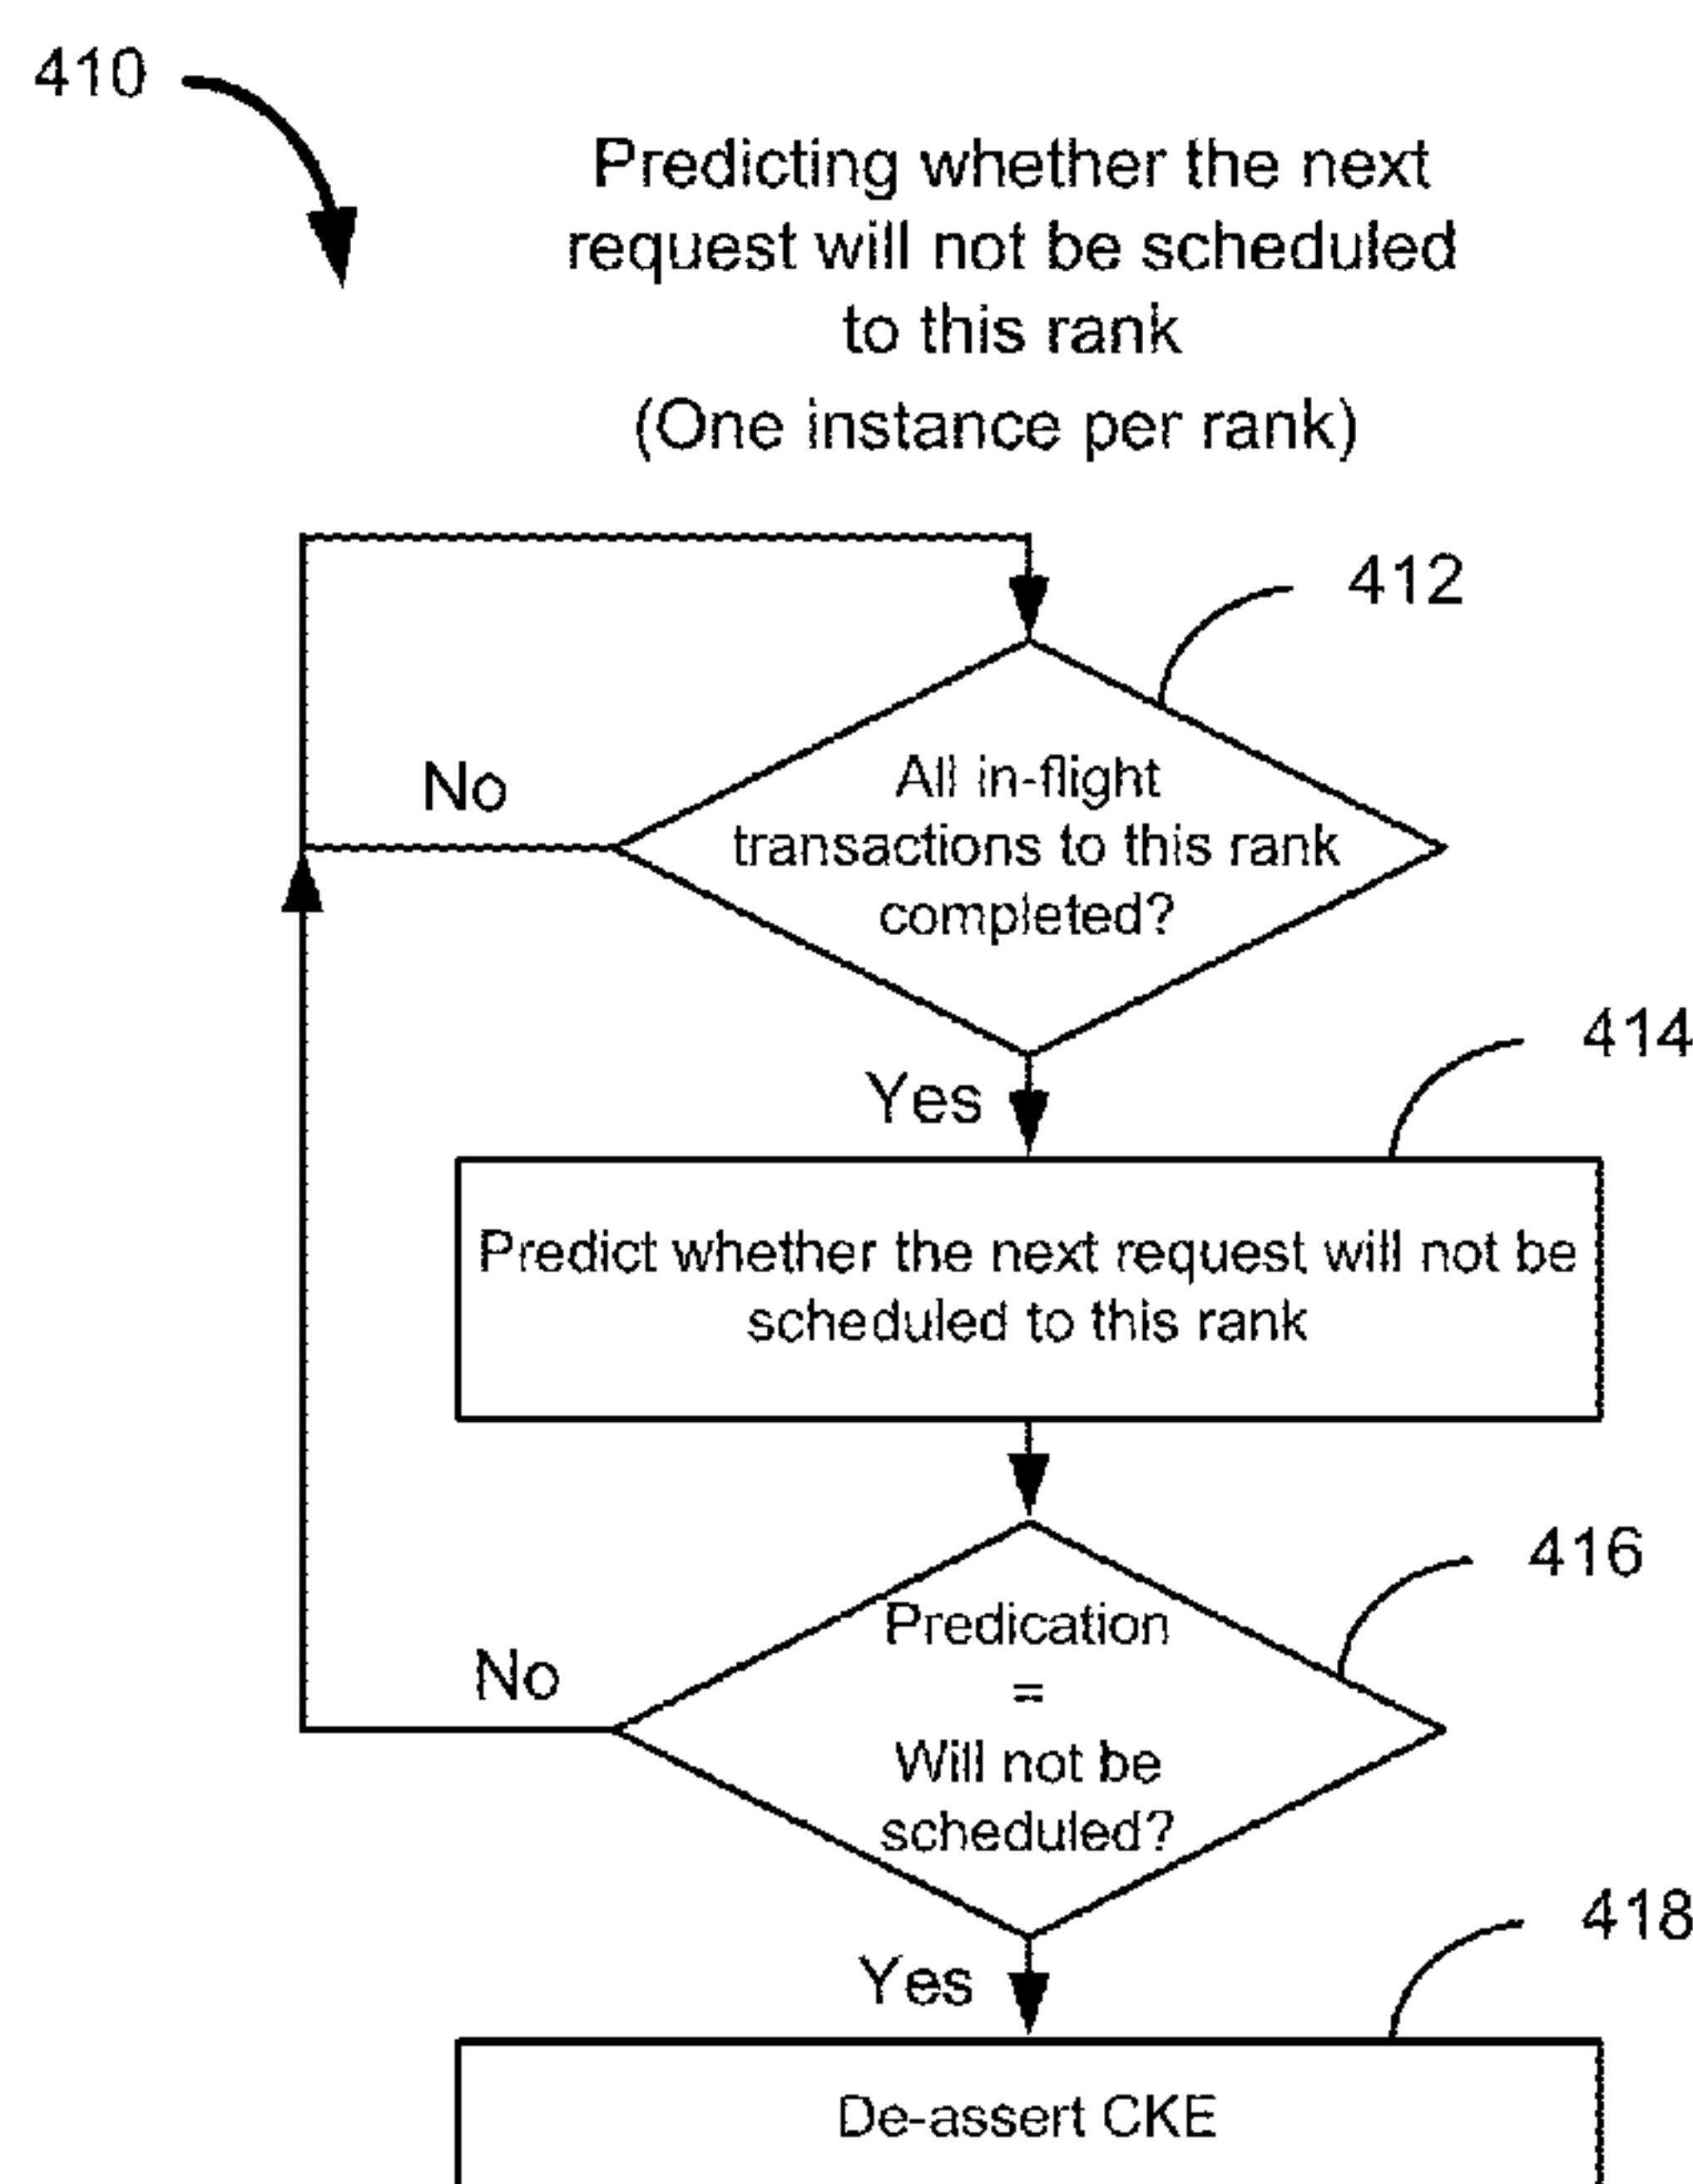 410
Predicting whether the next
request will not be scheduled
to this rank
(One instance per rank)
412
No
All in-flight
transactions to this rank
completed?
414
Yes
Predict whether the next request will not be
scheduled to this rank
416
No
Predication
=
Will not be
scheduled?
418
Yes
De-assert CKE